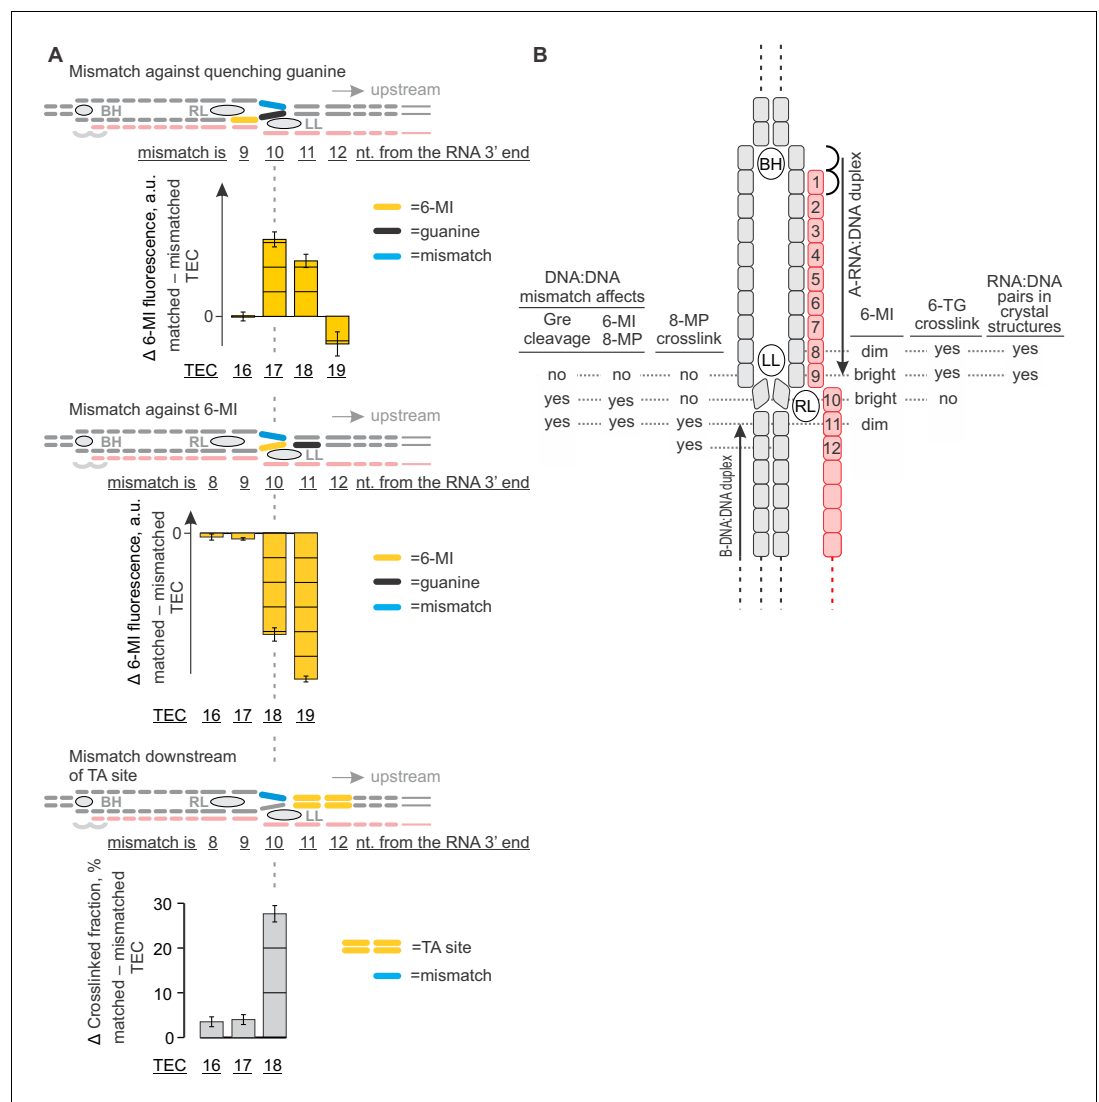 A
Mismatch against quenching guanine
upstream
BH RL LL
mismatch is 9 10 11 12 nt. from the RNA 3' end
Δ 6-MI fluorescence, a.u.
matched – mismatched
TEC
0
=6-MI
=guanine
=mismatch
TEC 16 17 18 19
Mismatch against 6-MI
upstream
BH RL LL
mismatch is 8 9 10 11 12 nt. from the RNA 3' end
Δ 6-MI fluorescence, a.u.
matched – mismatched
TEC
0
=6-MI
=guanine
=mismatch
TEC 16 17 18 19
Mismatch downstream
of TA site
upstream
BH RL LL
mismatch is 8 9 10 11 12 nt. from the RNA 3' end
Δ Crosslinked fraction, %
matched – mismatched
TEC
30
20
10
0
=TA site
=mismatch
TEC 16 17 18
B
BH
1
2
3
4
5
6
7
8
9
10
11
12
A-RNA:DNA duplex
LL
RL
B-DNA:DNA duplex
DNA:DNA
mismatch affects
Gre
cleavage
6-MI
8-MP
8-MP
crosslink
6-MI
6-TG
crosslink
RNA:DNA
pairs in
crystal
structures
dim yes yes
no no no bright yes yes
yes yes no bright no
yes yes yes dim
yes